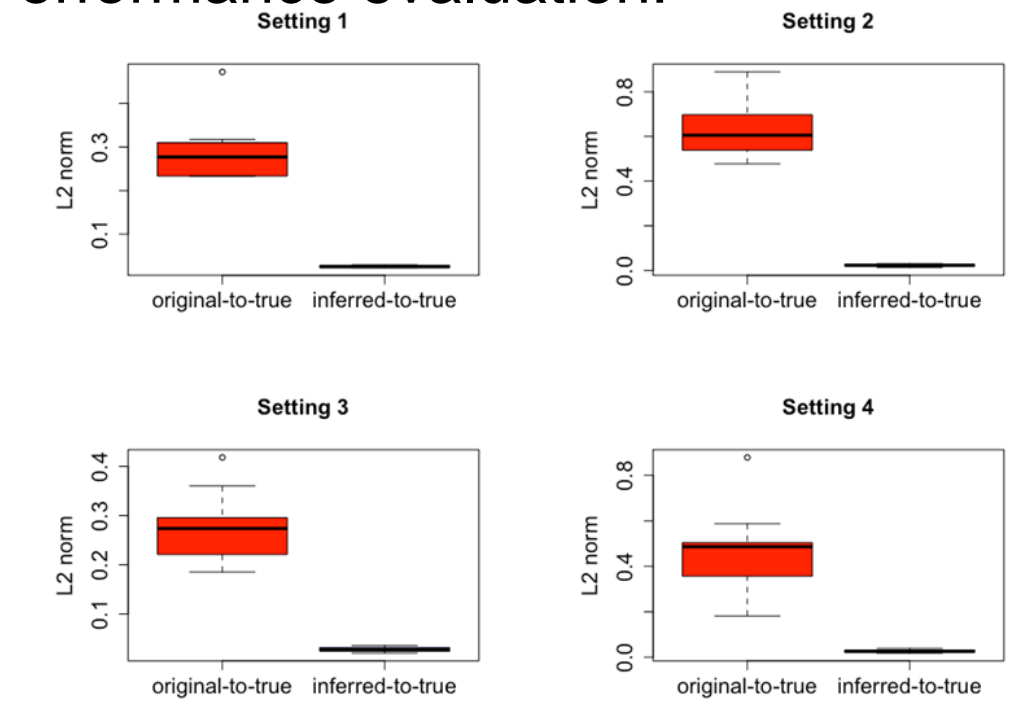 erformance evaluation.
Setting 1
L2 norm
0.3
0.1
original-to-true inferred-to-true
Setting 2
L2 norm
0.8
0.4
0.0
original-to-true inferred-to-true
Setting 3
L2 norm
0.4
0.3
0.2
0.1
original-to-true inferred-to-true
Setting 4
L2 norm
0.8
0.4
0.0
original-to-true inferred-to-true